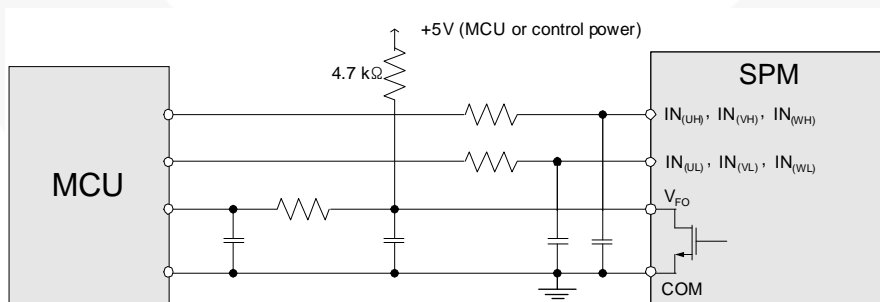 +5V (MCU or control power)
4.7 kΩ
SPM
IN(UH), IN(VH), IN(WH)
MCU
IN(UL), IN(VL), IN(WL)
VFO
COM